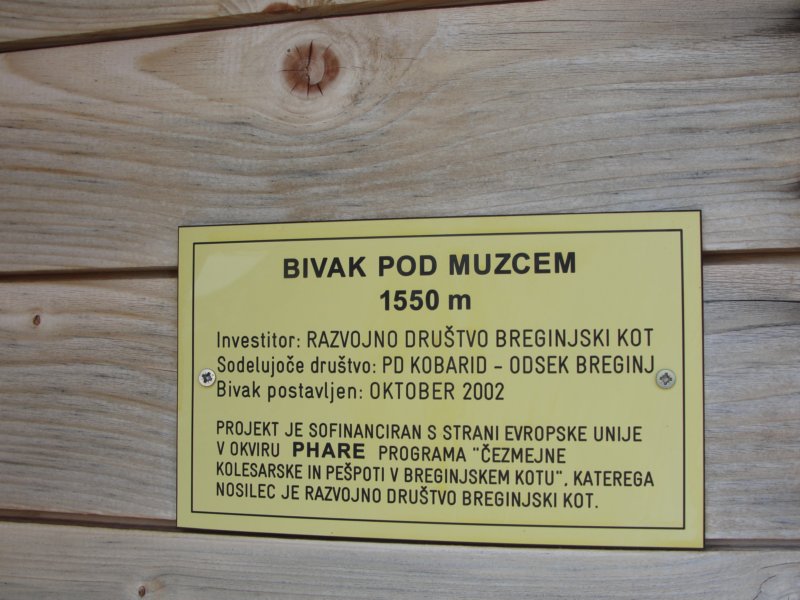 BIVAK POD MUZCEM
1550 m
Investitor: RAZVOJNO DRUŠTVO BREGINJSKI KOT
Sodelujoče društvo: PD KOBARID - ODSEK BREGINJ
Bivak postavljen: OKTOBER 2002
PROJEKT JE SOFINANCIRAN S STRANI EVROPSKE UNIJE
V OKVIRU PHARE PROGRAMA "ČEZMEJNE
KOLESARSKE IN PEŠPOTI V BREGINJSKEM KOTU", KATEREGA
NOSILEC JE RAZVOJNO DRUŠTVO BREGINJSKI KOT.